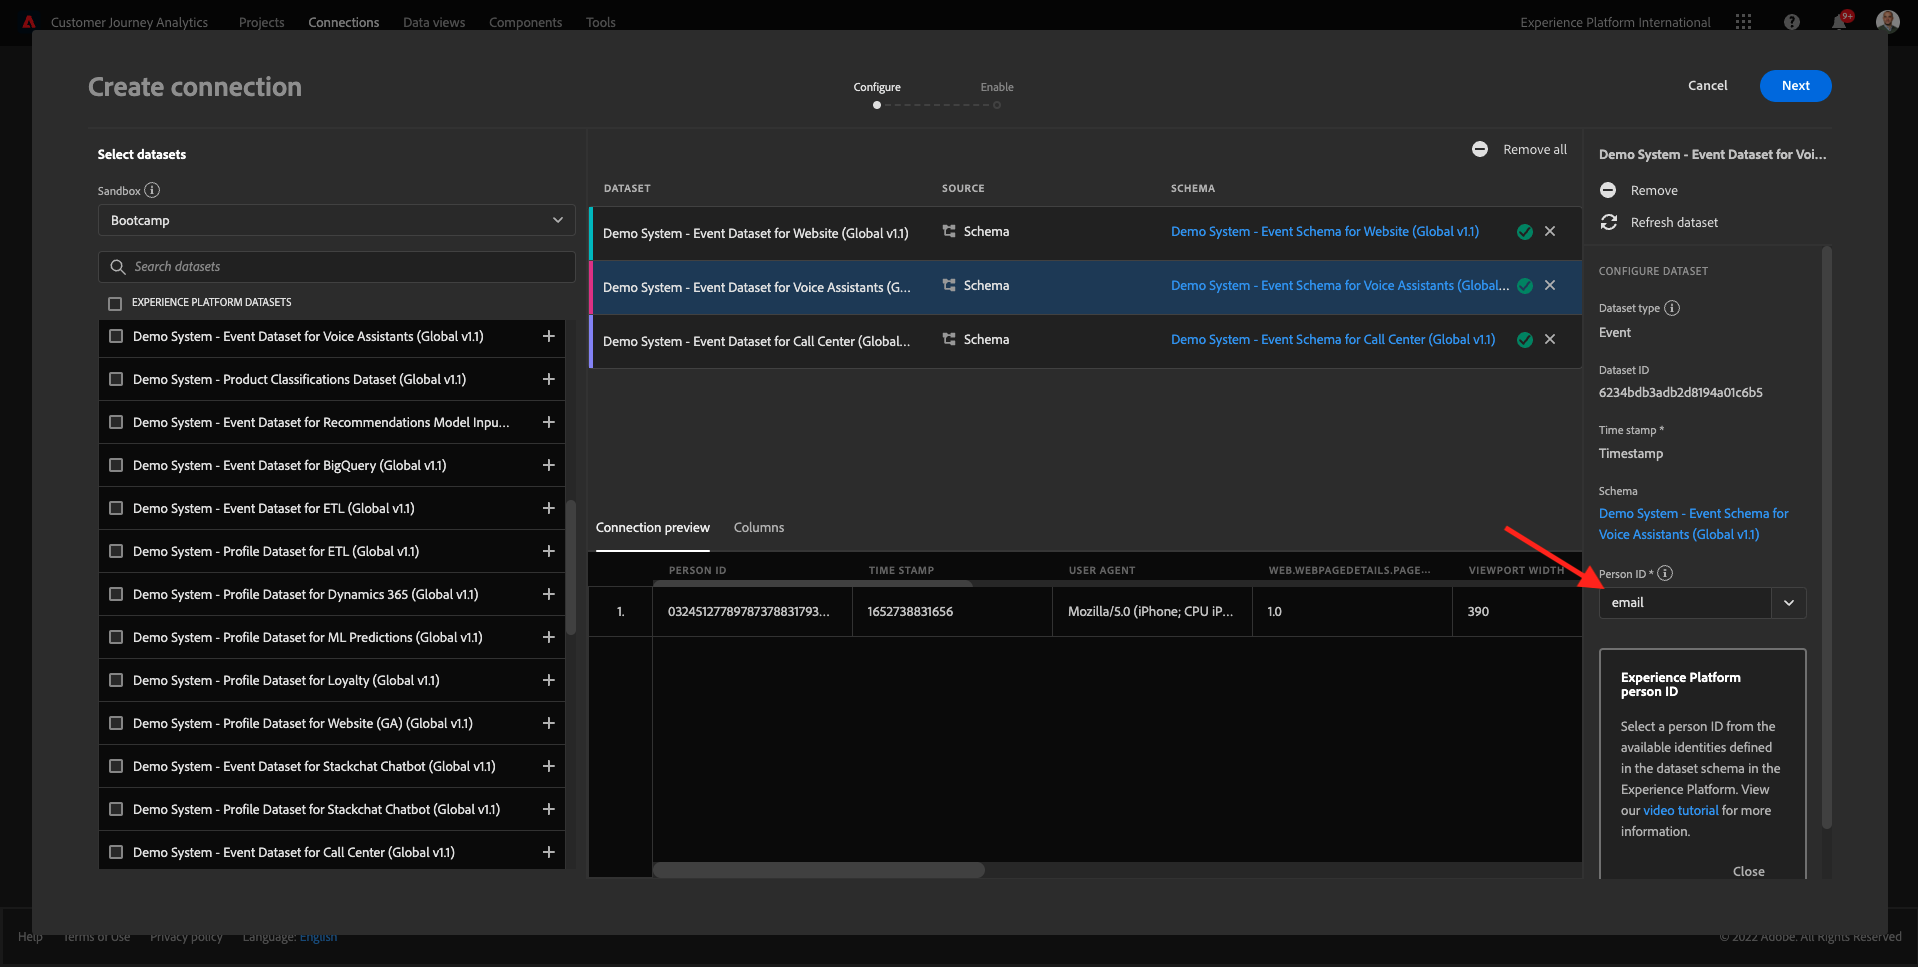 Customer Journey Analytics
Projects
Connections
Data views
Components
Tools
Experience Platform International
9+
Create connection
Configure
Enable
Cancel
Next
Select datasets
Sandbox
Bootcamp
Search datasets
EXPERIENCE PLATFORM DATASETS
Demo System - Event Dataset for Voice Assistants (Global v1.1)
Demo System - Product Classifications Dataset (Global v1.1)
Demo System - Event Dataset for Recommendations Model Inpu...
Demo System - Event Dataset for BigQuery (Global v1.1)
Demo System - Event Dataset for ETL (Global v1.1)
Demo System - Profile Dataset for ETL (Global v1.1)
Demo System - Profile Dataset for Dynamics 365 (Global v1.1)
Demo System - Profile Dataset for ML Predictions (Global v1.1)
Demo System - Profile Dataset for Loyalty (Global v1.1)
Demo System - Profile Dataset for Website (GA) (Global v1.1)
Demo System - Event Dataset for Stackchat Chatbot (Global v1.1)
Demo System - Profile Dataset for Stackchat Chatbot (Global v1.1)
Demo System - Event Dataset for Call Center (Global v1.1)
Remove all
DATASET SOURCE SCHEMA
Demo System - Event Dataset for Website (Global v1.1) Schema Demo System - Event Schema for Website (Global v1.1)
Demo System - Event Dataset for Voice Assistants (G... Schema Demo System - Event Schema for Voice Assistants (Global...
Demo System - Event Dataset for Call Center (Global... Schema Demo System - Event Schema for Call Center (Global v1.1)
Connection preview
Columns
PERSON ID TIME STAMP USER AGENT WEB.WEBPAGEDETAILS.PAGE... VIEWPORT WIDTH
1. 03245127789787378831793... 1652738831656 Mozilla/5.0 (iPhone; CPU iP... 1.0 390
Demo System - Event Dataset for Voi...
Remove
Refresh dataset
CONFIGURE DATASET
Dataset type
Event
Dataset ID
6234bdb3adb2d8194a01c6b5
Time stamp *
Timestamp
Schema
Demo System - Event Schema for
Voice Assistants (Global v1.1)
Person ID *
email
Experience Platform
person ID
Select a person ID from the
available identities defined
in the dataset schema in the
Experience Platform. View
our video tutorial for more
information.
Close
Help
Terms of Use
Privacy policy
Language: English
© 2022 Adobe. All Rights Reserved